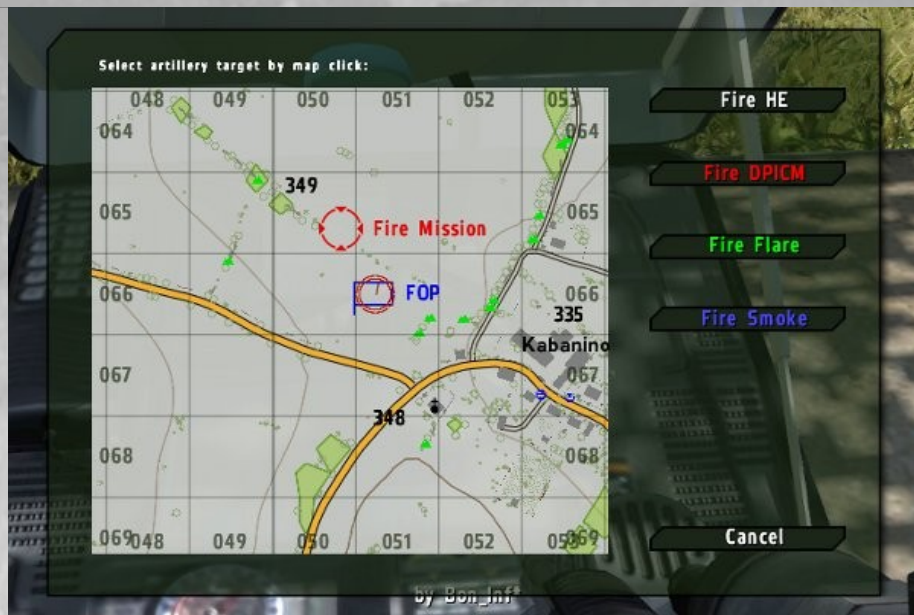 Select artillery target by map click:
048 049 050 051 052 053
064 064
349
065 065
Fire Mission
066 066
FOP
335
Kabanino
067 067
348
068 068
069 069
048 049 050 051 052 053
Fire HE
Fire DPICM
Fire Flare
Fire Smoke
Cancel
by Bon_Inf*